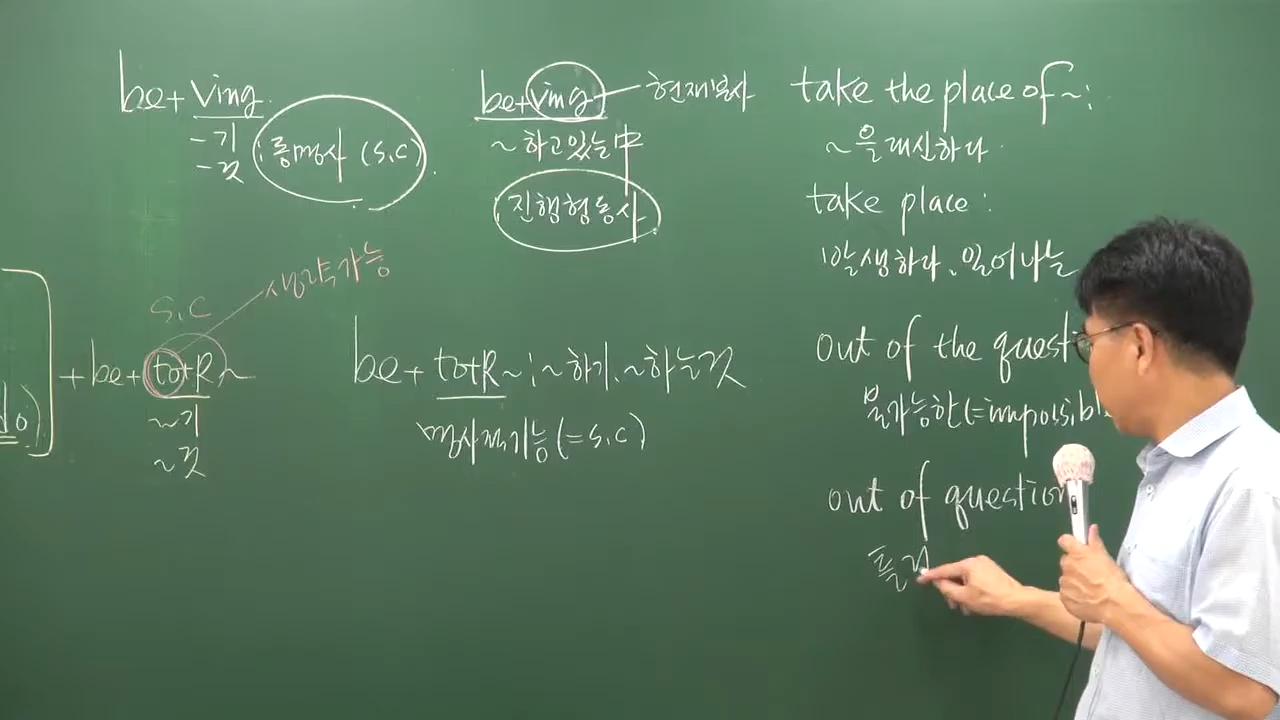 be + Ving
-기
-것
: 동명사 (S.C)
be+ving 현재분사
~하고있는中
: 진행형동사
take the place of ~ :
~을 대신하다
take place :
발생하다, 일어나는
생략가능
S.C
+ be + to+R ~
~기
~것
be + to+R ~ : ~하기, ~하는것
명사적기능 (= S.C)
out of the quest
불가능한 (= impossibl
out of question
틀